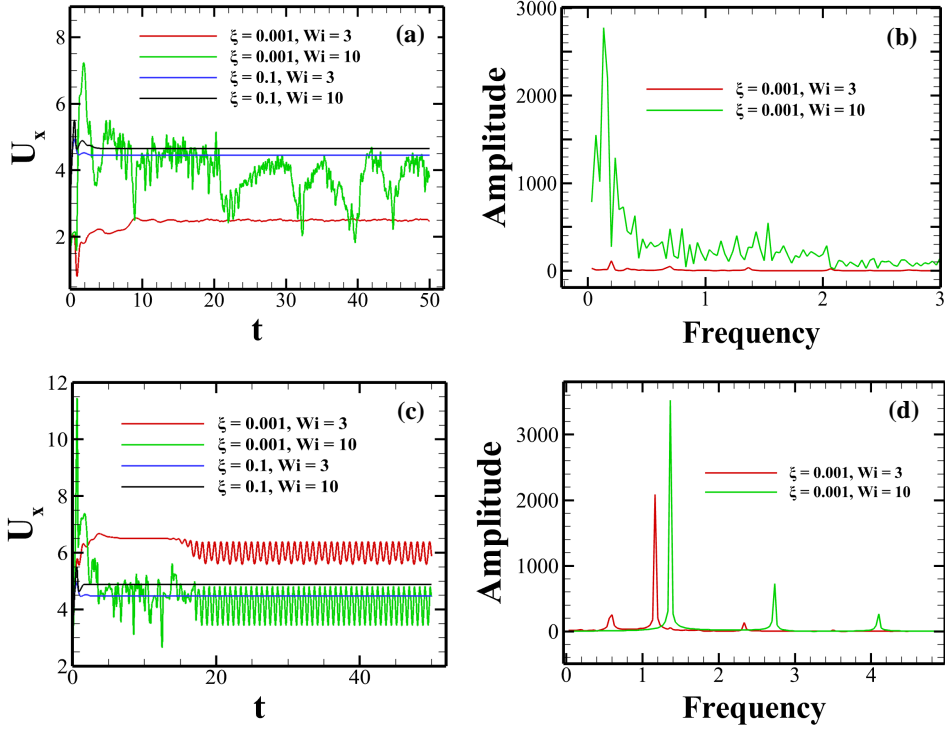 (a)
ξ = 0.001, Wi = 3
ξ = 0.001, Wi = 10
ξ = 0.1, Wi = 3
ξ = 0.1, Wi = 10
8
6
4
2
U_x
0 10 20 30 40 50
t
(b)
ξ = 0.001, Wi = 3
ξ = 0.001, Wi = 10
3000
2000
1000
0
Amplitude
0 1 2 3
Frequency
(c)
ξ = 0.001, Wi = 3
ξ = 0.001, Wi = 10
ξ = 0.1, Wi = 3
ξ = 0.1, Wi = 10
12
10
8
6
4
2
U_x
0 20 40
t
(d)
ξ = 0.001, Wi = 3
ξ = 0.001, Wi = 10
3000
2000
1000
0
Amplitude
0 1 2 3 4
Frequency